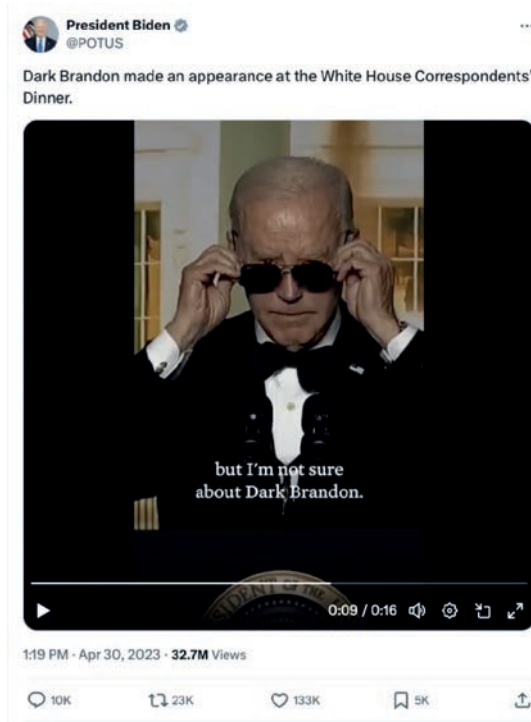 President Biden
@POTUS
Dark Brandon made an appearance at the White House Correspondents'
Dinner.
but I'm not sure
about Dark Brandon.
0:09 / 0:16
1:19 PM · Apr 30, 2023 · 32.7M Views
10K 23K 133K 5K